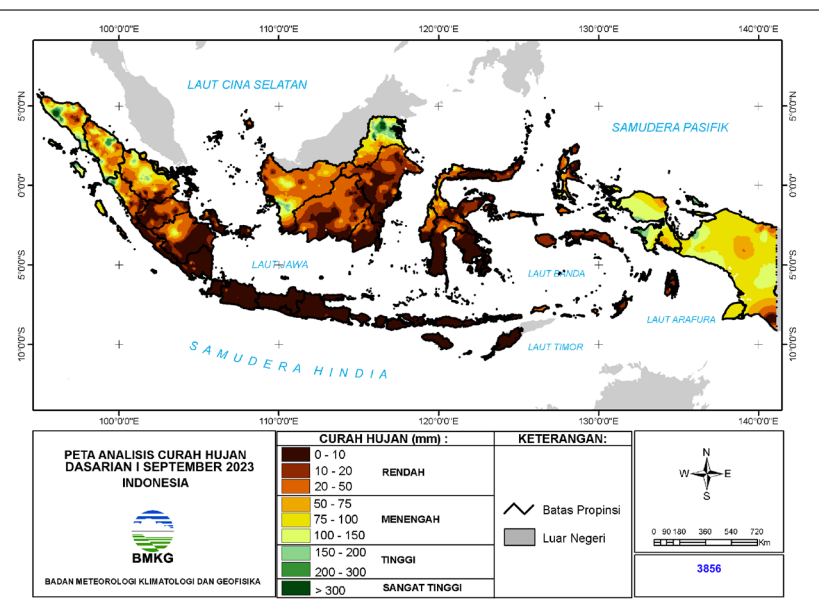 100°0'0"E 110°0'0"E 120°0'0"E 130°0'0"E 140°0'0"E
5°0'0"N 5°0'0"N
0°0'0" 0°0'0"
5°0'0"S 5°0'0"S
10°0'0"S 10°0'0"S
LAUT CINA SELATAN
SAMUDERA PASIFIK
LAUT JAWA
LAUT BANDA
LAUT ARAFURA
LAUT TIMOR
SAMUDERA HINDIA
100°0'0"E 110°0'0"E 120°0'0"E 130°0'0"E 140°0'0"E
PETA ANALISIS CURAH HUJAN
DASARIAN I SEPTEMBER 2023
INDONESIA
BMKG
BADAN METEOROLOGI KLIMATOLOGI DAN GEOFISIKA
CURAH HUJAN (mm) :
0 - 10
10 - 20
RENDAH
20 - 50
50 - 75
75 - 100
MENENGAH
100 - 150
150 - 200
TINGGI
200 - 300
> 300
SANGAT TINGGI
KETERANGAN:
Batas Propinsi
Luar Negeri
N
W E
S
0 90 180 360 540 720
Km
3856